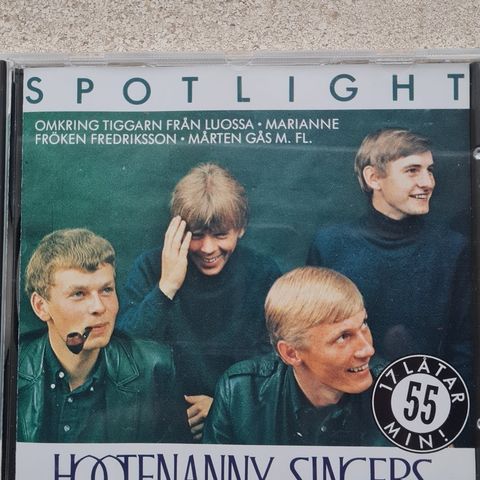 SPOTLIGHT
OMKRING TIGGARN FRÅN LUOSSA • MARIANNE
FRÖKEN FREDRIKSSON • MÅRTEN GÅS M. FL.
17 LÅTAR
55
MIN!
HOOTENANNY SINGERS